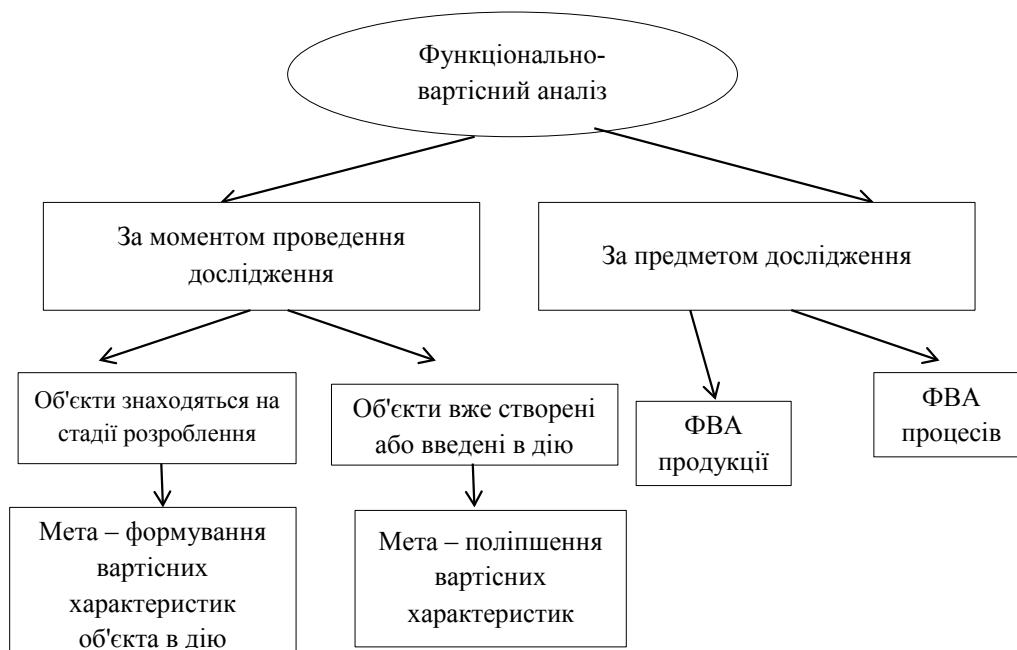 Функціонально-
вартісний аналіз
За моментом проведення
дослідження
За предметом дослідження
Об'єкти знаходяться на
стадії розроблення
Об'єкти вже створені
або введені в дію
ФВА
продукції
ФВА
процесів
Мета – формування
вартісних
характеристик
об'єкта в дію
Мета – поліпшення
вартісних
характеристик